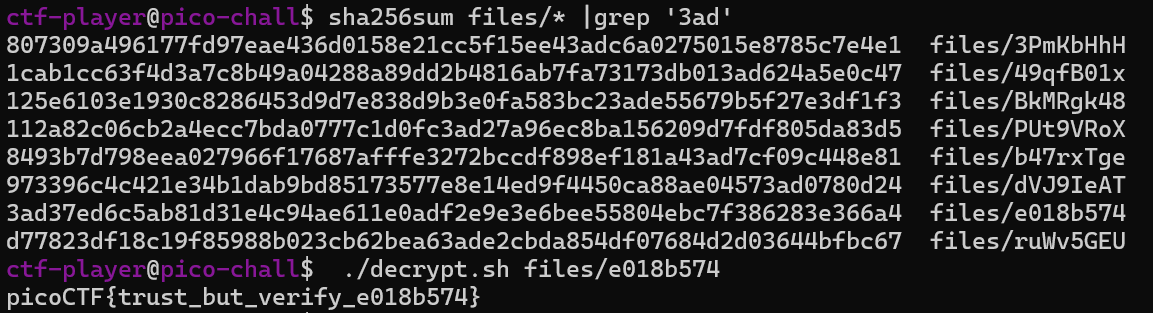 ctf-player@pico-chall$ sha256sum files/* |grep '3ad'
807309a496177fd97eae436d0158e21cc5f15ee43adc6a0275015e8785c7e4e1  files/3PmKbHhH
1cab1cc63f4d3a7c8b49a04288a89dd2b4816ab7fa73173db013ad624a5e0c47  files/49qfB01x
125e6103e1930c8286453d9d7e838d9b3e0fa583bc23ade55679b5f27e3df1f3  files/BkMRgk48
112a82c06cb2a4ecc7bda0777c1d0fc3ad27a96ec8ba156209d7fdf805da83d5  files/PUt9VRoX
8493b7d798eea027966f17687afffe3272bccdf898ef181a43ad7cf09c448e81  files/b47rxTge
973396c4c421e34b1dab9bd85173577e8e14ed9f4450ca88ae04573ad0780d24  files/dVJ9IeAT
3ad37ed6c5ab81d31e4c94ae611e0adf2e9e3e6bee55804ebc7f386283e366a4  files/e018b574
d77823df18c19f85988b023cb62bea63ade2cbda854df07684d2d03644bfbc67  files/ruWv5GEU
ctf-player@pico-chall$  ./decrypt.sh files/e018b574
picoCTF{trust_but_verify_e018b574}